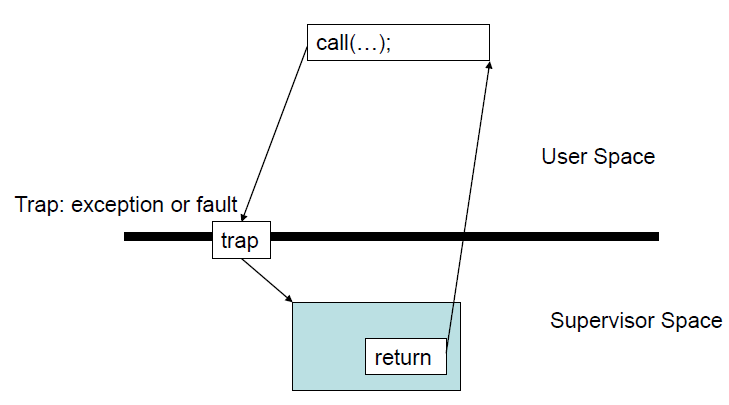 call(…);
User Space
Trap: exception or fault
trap
Supervisor Space
return